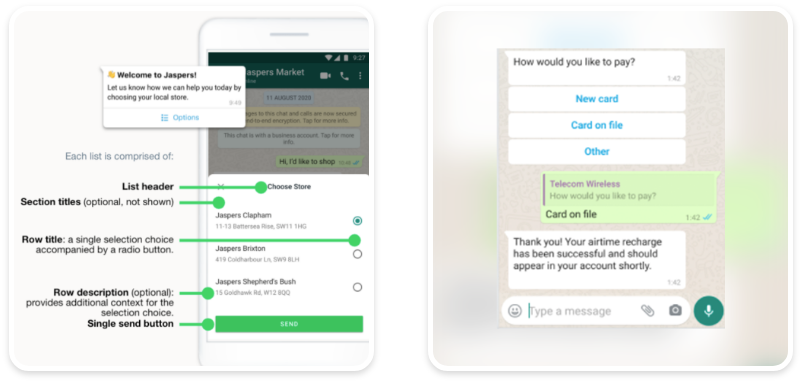 9:27
👋 Welcome to Jaspers!
Let us know how we can help you today by
choosing your local store.
9:49
Options
Jaspers Market
11 AUGUST 2020
to this chat and calls are now secured
end-to-end encryption. Tap for more info.
This chat is with a business account. Tap for more
info.
Hi, I'd like to shop
Each list is comprised of:
List header
Choose Store
Section titles (optional, not shown)
Jaspers Clapham
11-13 Battersea Rise, SW11 1HG
Row title: a single selection choice
accompanied by a radio button.
Jaspers Brixton
419 Coldharbour Ln, SW9 8LH
Jaspers Shepherd's Bush
15 Goldhawk Rd, W12 8QQ
Row description (optional):
provides additional context for the
selection choice.
Single send button
SEND
How would you like to pay?
1:42
New card
Card on file
Other
Telecom Wireless
How would you like to pay?
Card on file
1:42
Thank you! Your airtime recharge
has been successful and should
appear in your account shortly.
1:42
Type a message